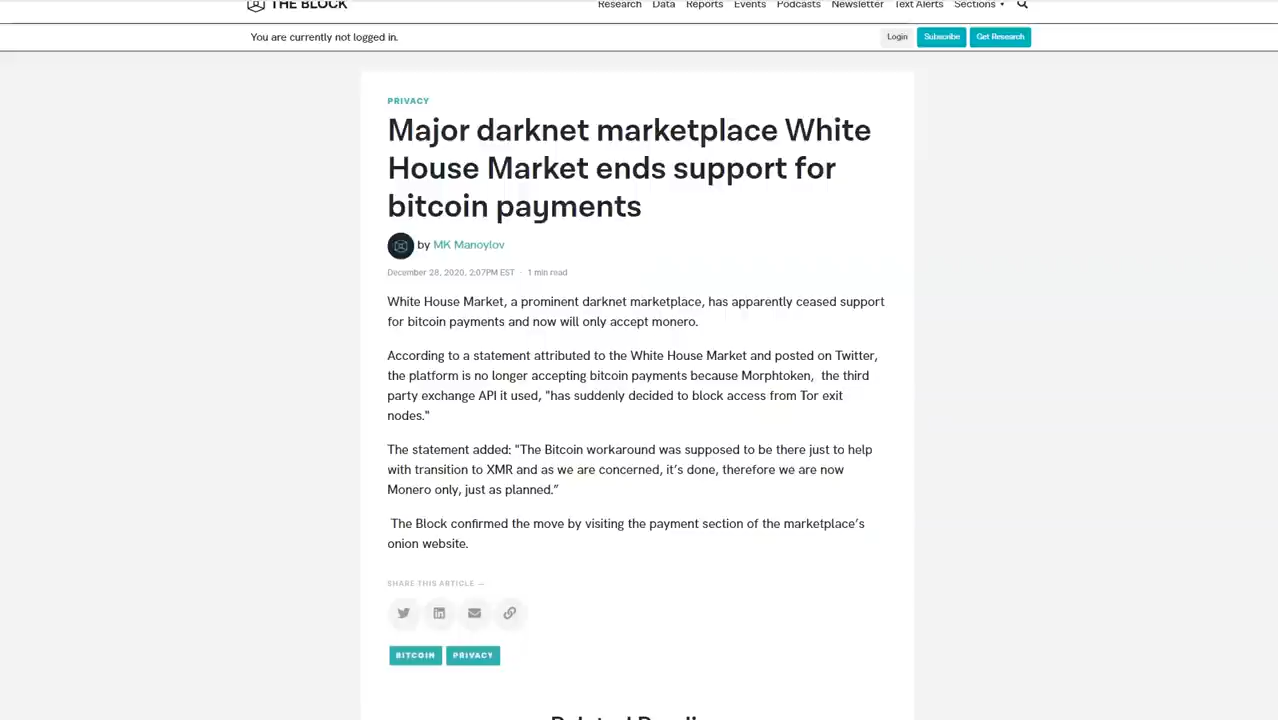 THE BLOCK
Research Data Reports Events Podcasts Newsletter Text Alerts Sections
You are currently not logged in.
Login Subscribe Get Research
PRIVACY
Major darknet marketplace White
House Market ends support for
bitcoin payments
by MK Manoylov
December 28, 2020, 2:07PM EST · 1 min read
White House Market, a prominent darknet marketplace, has apparently ceased support
for bitcoin payments and now will only accept monero.
According to a statement attributed to the White House Market and posted on Twitter,
the platform is no longer accepting bitcoin payments because Morphtoken, the third
party exchange API it used, "has suddenly decided to block access from Tor exit
nodes."
The statement added: "The Bitcoin workaround was supposed to be there just to help
with transition to XMR and as we are concerned, it’s done, therefore we are now
Monero only, just as planned.”
The Block confirmed the move by visiting the payment section of the marketplace’s
onion website.
SHARE THIS ARTICLE —
BITCOIN PRIVACY